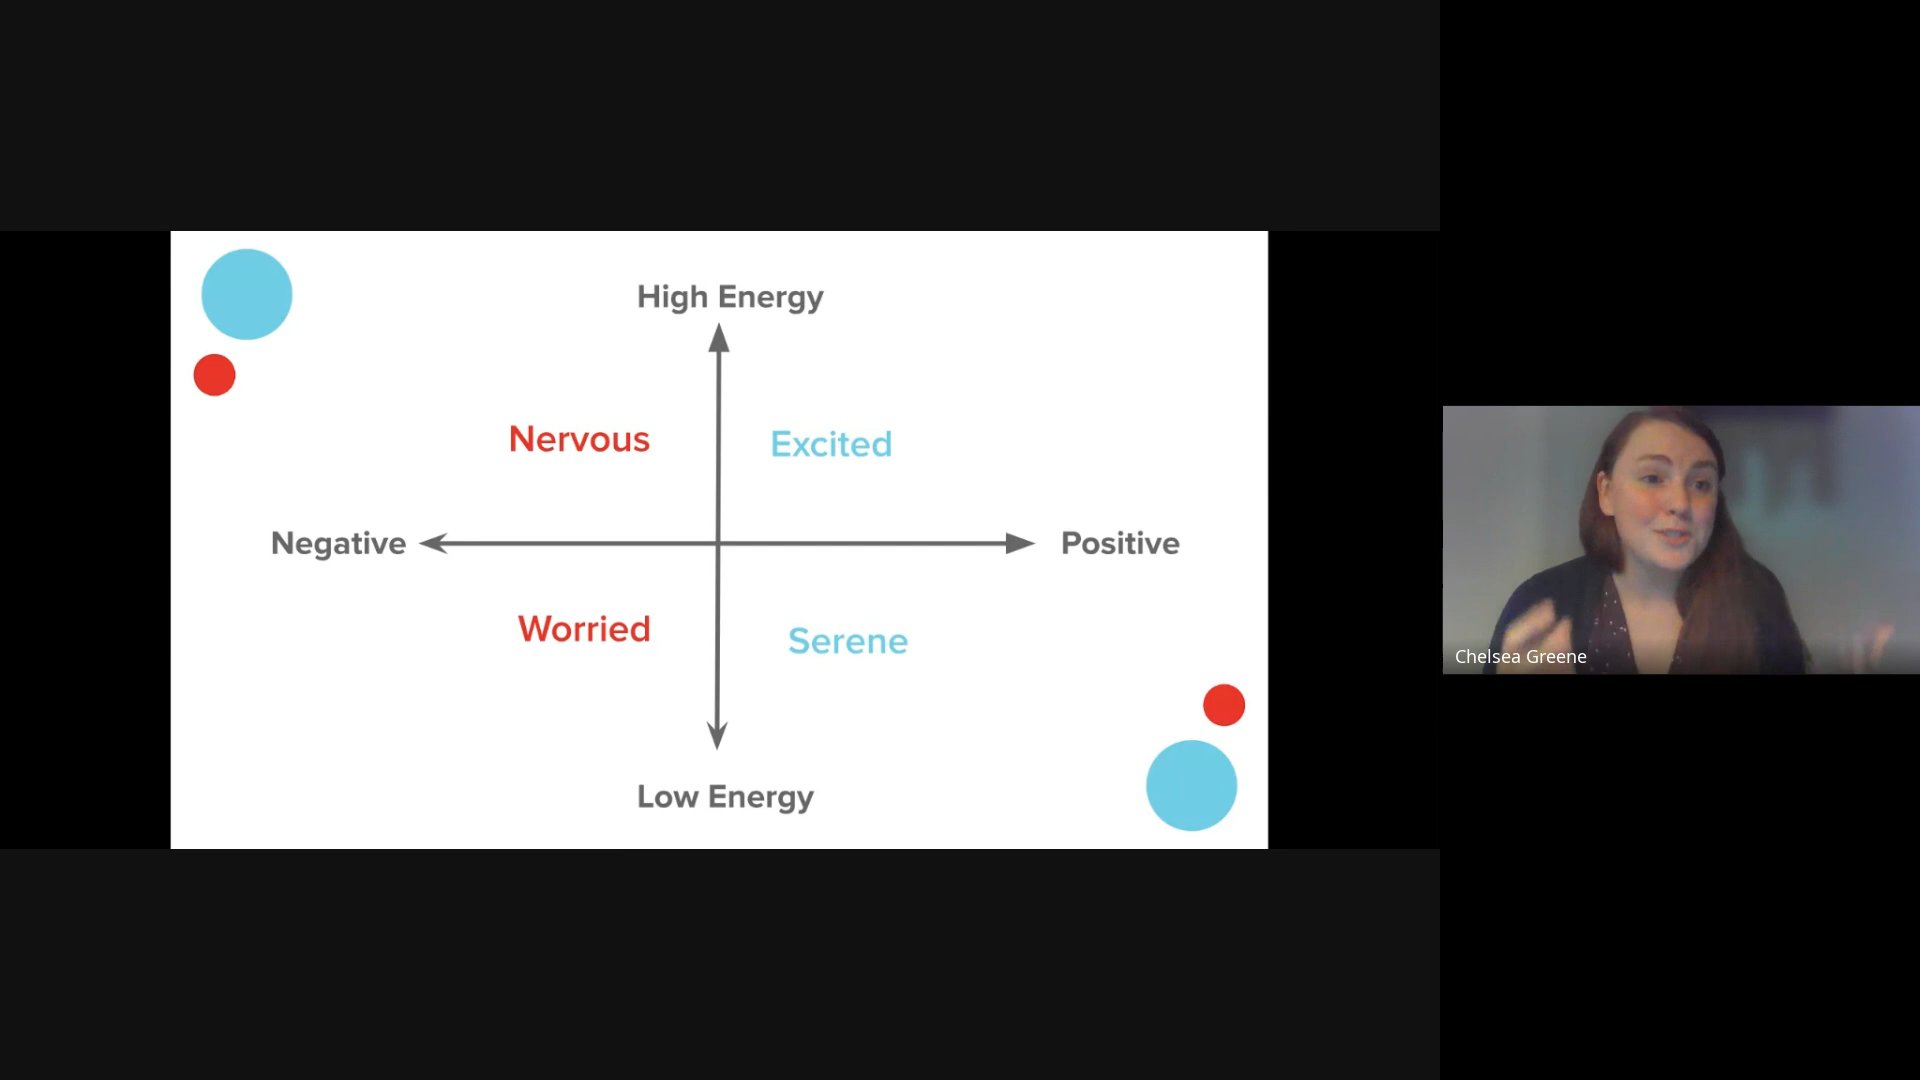 High Energy
Nervous
Excited
Negative
Positive
Worried
Serene
Low Energy
Chelsea Greene